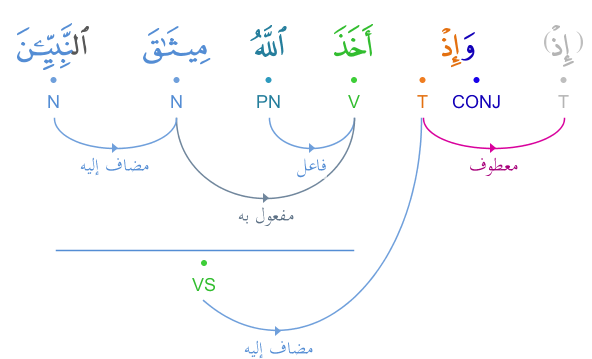 (إِذْ) وَإِذْ أَخَذَ ٱللَّهُ مِيثَـٰقَ ٱلنَّبِيِّـۧنَ
T CONJ T V PN N N
معطوف فاعل مضاف إليه
مفعول به
VS
مضاف إليه